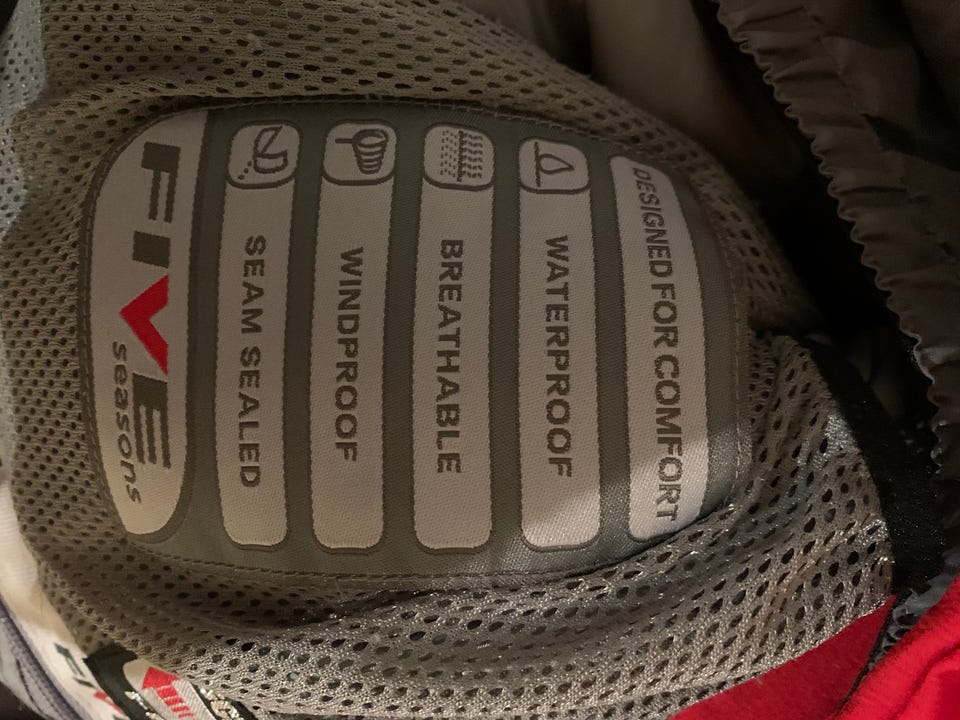 DESIGNED FOR COMFORT
WATERPROOF
BREATHABLE
WINDPROOF
SEAM SEALED
FIVE
seasons